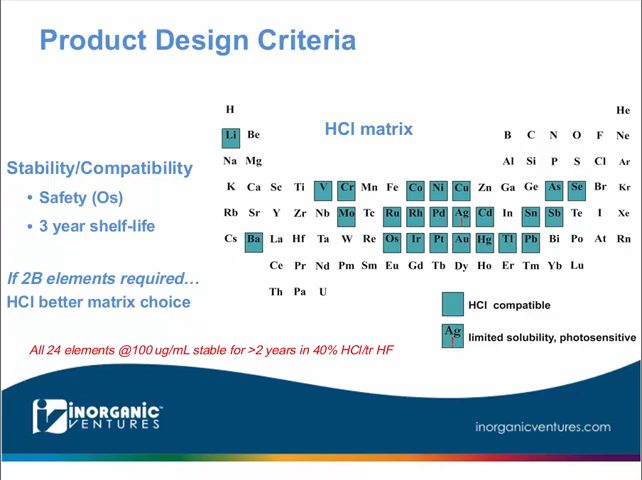 Product Design Criteria
H He
HCl matrix
Li Be B C N O F Ne
Na Mg Al Si P S Cl Ar
Stability/Compatibility
K Ca Sc Ti V Cr Mn Fe Co Ni Cu Zn Ga Ge As Se Br Kr
• Safety (Os)
Rb Sr Y Zr Nb Mo Tc Ru Rh Pd Ag Cd In Sn Sb Te I Xe
• 3 year shelf-life
Cs Ba La Hf Ta W Re Os Ir Pt Au Hg Tl Pb Bi Po At Rn
Ce Pr Nd Pm Sm Eu Gd Tb Dy Ho Er Tm Yb Lu
Th Pa U
If 2B elements required…
HCl better matrix choice
HCl compatible
Ag limited solubility, photosensitive
All 24 elements @100 ug/mL stable for >2 years in 40% HCl/tr HF
iv INORGANIC™
VENTURES
inorganicventures.com